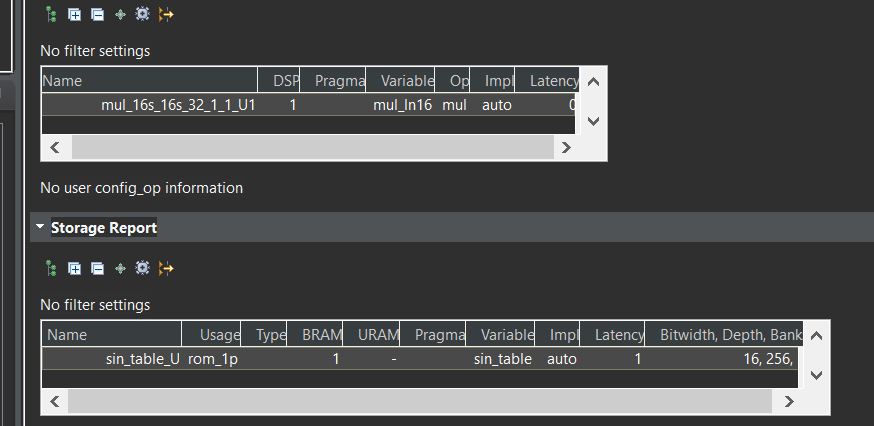 No filter settings
Name DSP Pragma Variable Op Impl Latency
mul_16s_16s_32_1_1_U1 1 mul_ln16 mul auto 0
No user config_op information
Storage Report
No filter settings
Name Usage Type BRAM URAM Pragma Variable Impl Latency Bitwidth, Depth, Bank
sin_table_U rom_1p 1 - sin_table auto 1 16, 256,